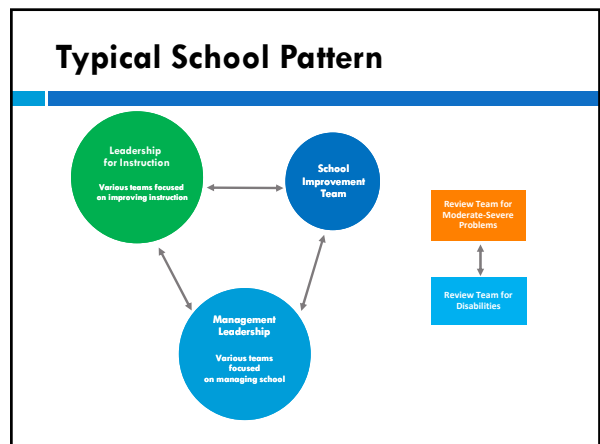 Typical School Pattern
Leadership
for Instruction
Various teams focused
on improving instruction
School
Improvement
Team
Management
Leadership
Various teams
focused
on managing school
Review Team for
Moderate-Severe
Problems
Review Team for
Disabilities